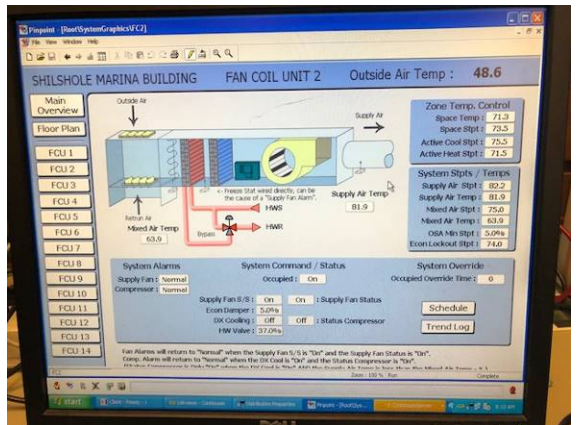 Pinpoint - [Root\SystemGraphics\FC2]
File View Window Help
SHILSHOLE MARINA BUILDING FAN COIL UNIT 2 Outside Air Temp : 48.6
Main Overview
Floor Plan
FCU 1
FCU 2
FCU 3
FCU 4
FCU 5
FCU 6
FCU 7
FCU 8
FCU 9
FCU 10
FCU 11
FCU 12
FCU 13
FCU 14
Outside Air
Supply Air
<- Freeze Stat wired directly, can be
the cause of a "Supply Fan Alarm".
Supply Air Temp
81.9
HWS
HWR
Bypass
Retrun Air
Mixed Air Temp
63.9
Zone Temp. Control
Space Temp : 71.3
Space Stpt : 73.5
Active Cool Stpt : 75.5
Active Heat Stpt : 71.5
System Stpts / Temps
Supply Air Stpt : 82.2
Supply Air Temp : 81.9
Mixed Air Stpt : 75.0
Mixed Air Temp : 63.9
OSA Min Stpt : 5.0%
Econ Lockout Stpt : 74.0
System Alarms
Supply Fan : Normal
Compressor : Normal
System Command / Status
Occupied : On
Supply Fan S/S : On On : Supply Fan Status
Econ Damper : 5.0%
DX Cooling : Off Off : Status Compressor
HW Valve : 37.0%
System Override
Occupied Override Time : 0
Schedule
Trend Log
Fan Alarms will return to "Normal" when the Supply Fan S/S is "On" and the Supply Fan Status is "On".
Comp. Alarm will return to "Normal" when the DX Cool is "On" and the Status Compressor is "On".
Zoom : 100 % Run
Complete
start
DELL